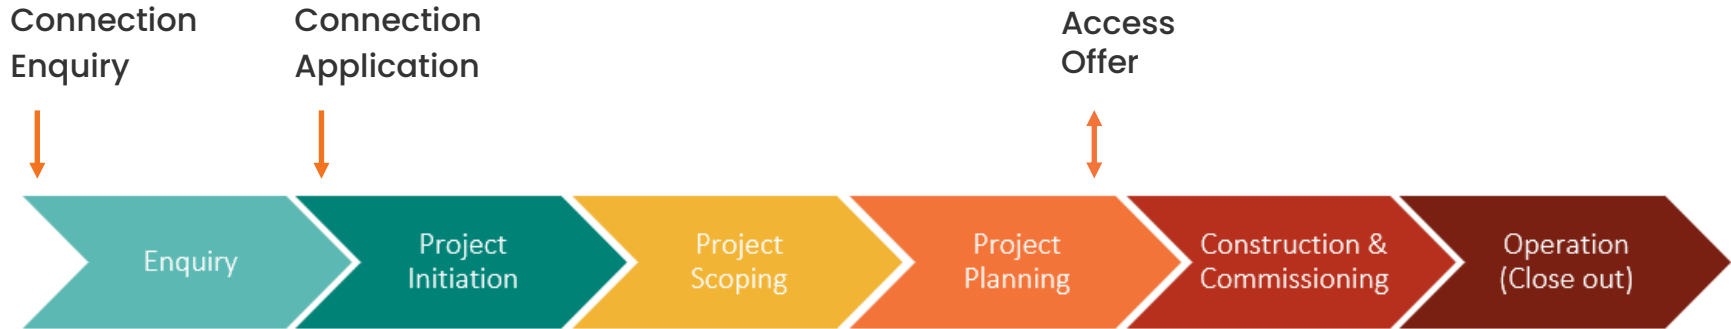 Connection
Enquiry
Connection
Application
Access
Offer
Enquiry
Project
Initiation
Project
Scoping
Project
Planning
Construction &
Commissioning
Operation
(Close out)